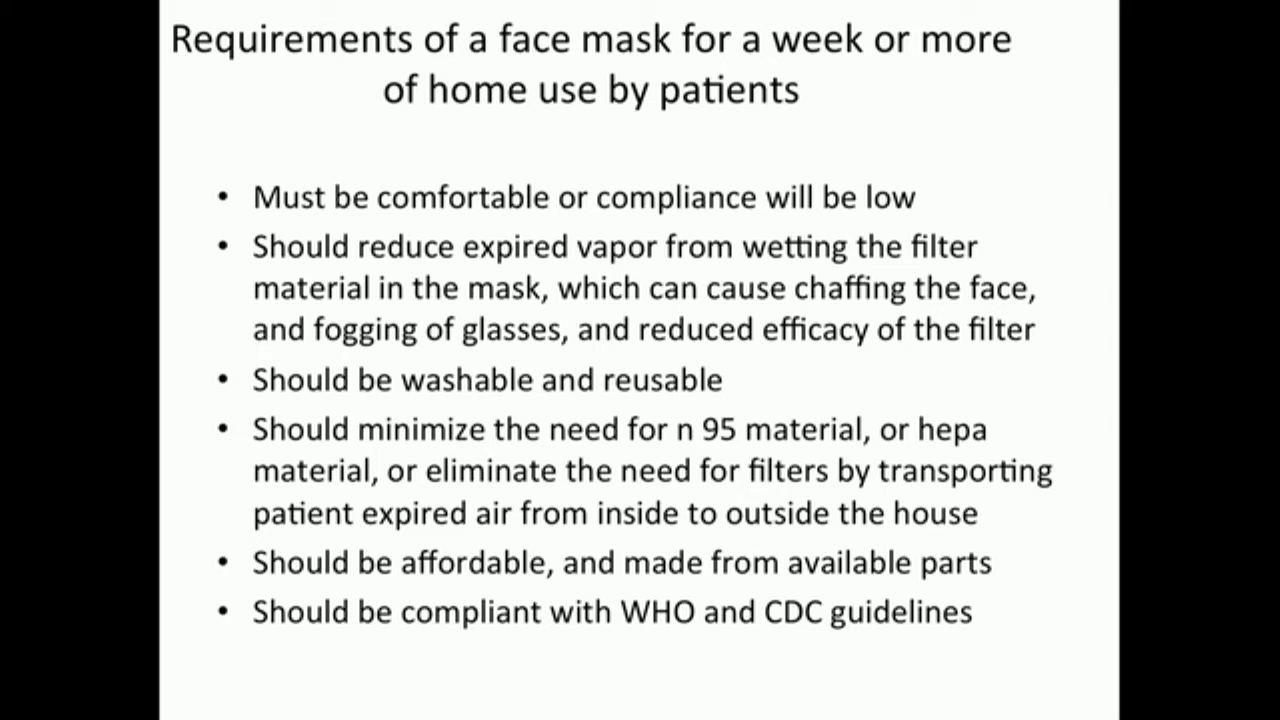 Requirements of a face mask for a week or more
of home use by patients
• Must be comfortable or compliance will be low
• Should reduce expired vapor from wetting the filter
material in the mask, which can cause chaffing the face,
and fogging of glasses, and reduced efficacy of the filter
• Should be washable and reusable
• Should minimize the need for n 95 material, or hepa
material, or eliminate the need for filters by transporting
patient expired air from inside to outside the house
• Should be affordable, and made from available parts
• Should be compliant with WHO and CDC guidelines